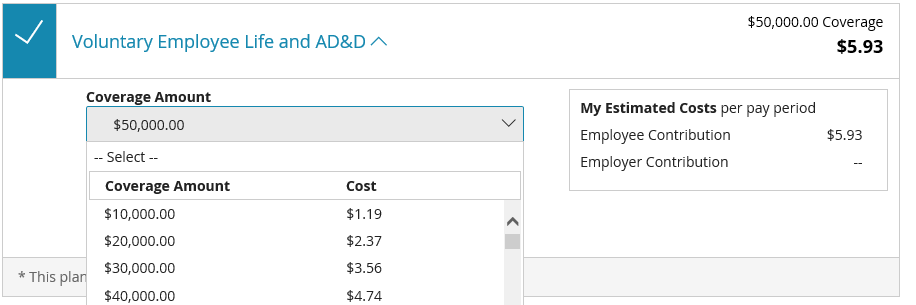 $50,000.00 Coverage
Voluntary Employee Life and AD&D
$5.93
Coverage Amount
$50,000.00
-- Select --
Coverage Amount Cost
$10,000.00 $1.19
$20,000.00 $2.37
$30,000.00 $3.56
$40,000.00 $4.74
My Estimated Costs per pay period
Employee Contribution $5.93
Employer Contribution --
* This plan